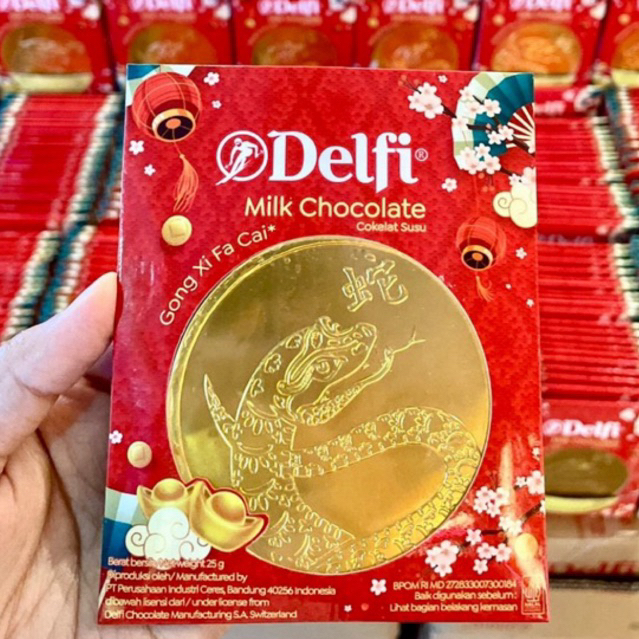 Delfi®
Milk Chocolate
Cokelat Susu
Gong Xi Fa Cai*
蛇
Berat bersih/Net weight 25 g
Diproduksi oleh/ Manufactured by
PT Perusahaan Industri Ceres, Bandung 40256 Indonesia
dibawah lisensi dari / under license from
Delfi Chocolate Manufacturing S.A, Switzerland
BPOM RI MD 272833007300184
Baik digunakan sebelum :
Lihat bagian belakang kemasan
Delfi